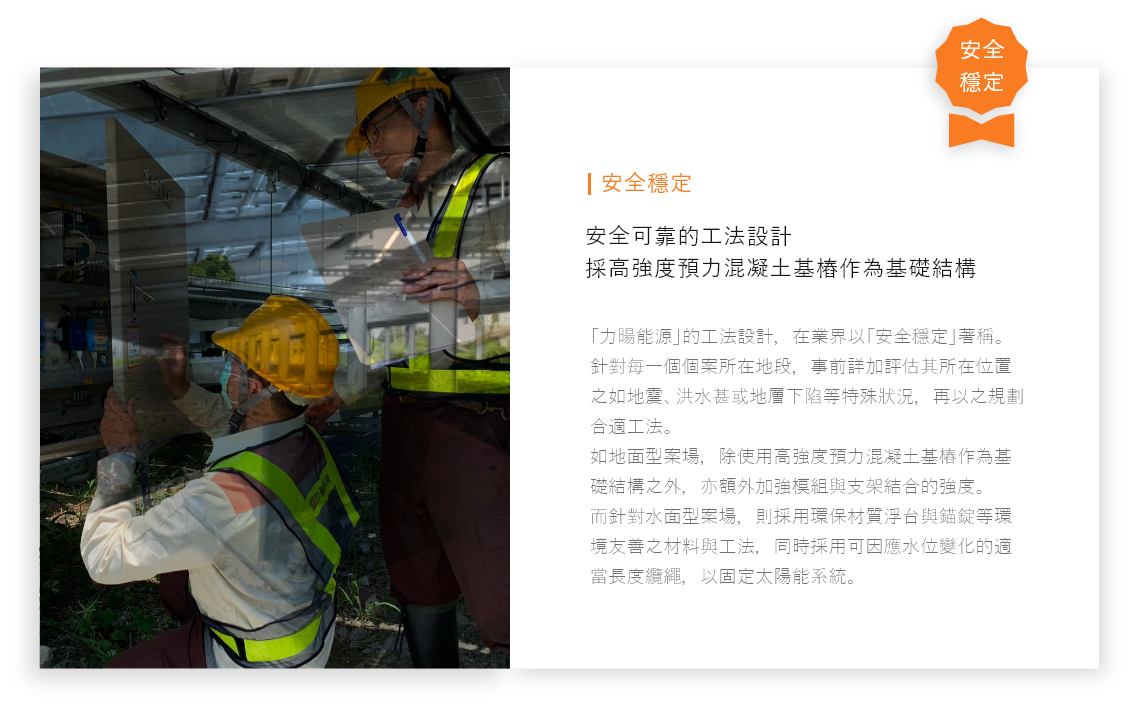 安全
穩定
安全穩定
安全可靠的工法設計
採高強度預力混凝土基樁作為基礎結構
「力暘能源」的工法設計，在業界以「安全穩定」著稱。
針對每一個個案所在地段，事前詳加評估其所在位置
之如地震、洪水甚或地層下陷等特殊狀況，再以之規劃
合適工法。
如地面型案場，除使用高強度預力混凝土基樁作為基
礎結構之外，亦額外加強模組與支架結合的強度。
而針對水面型案場，則採用環保材質浮台與錨錠等環
境友善之材料與工法，同時採用可因應水位變化的適
當長度纜繩，以固定太陽能系統。